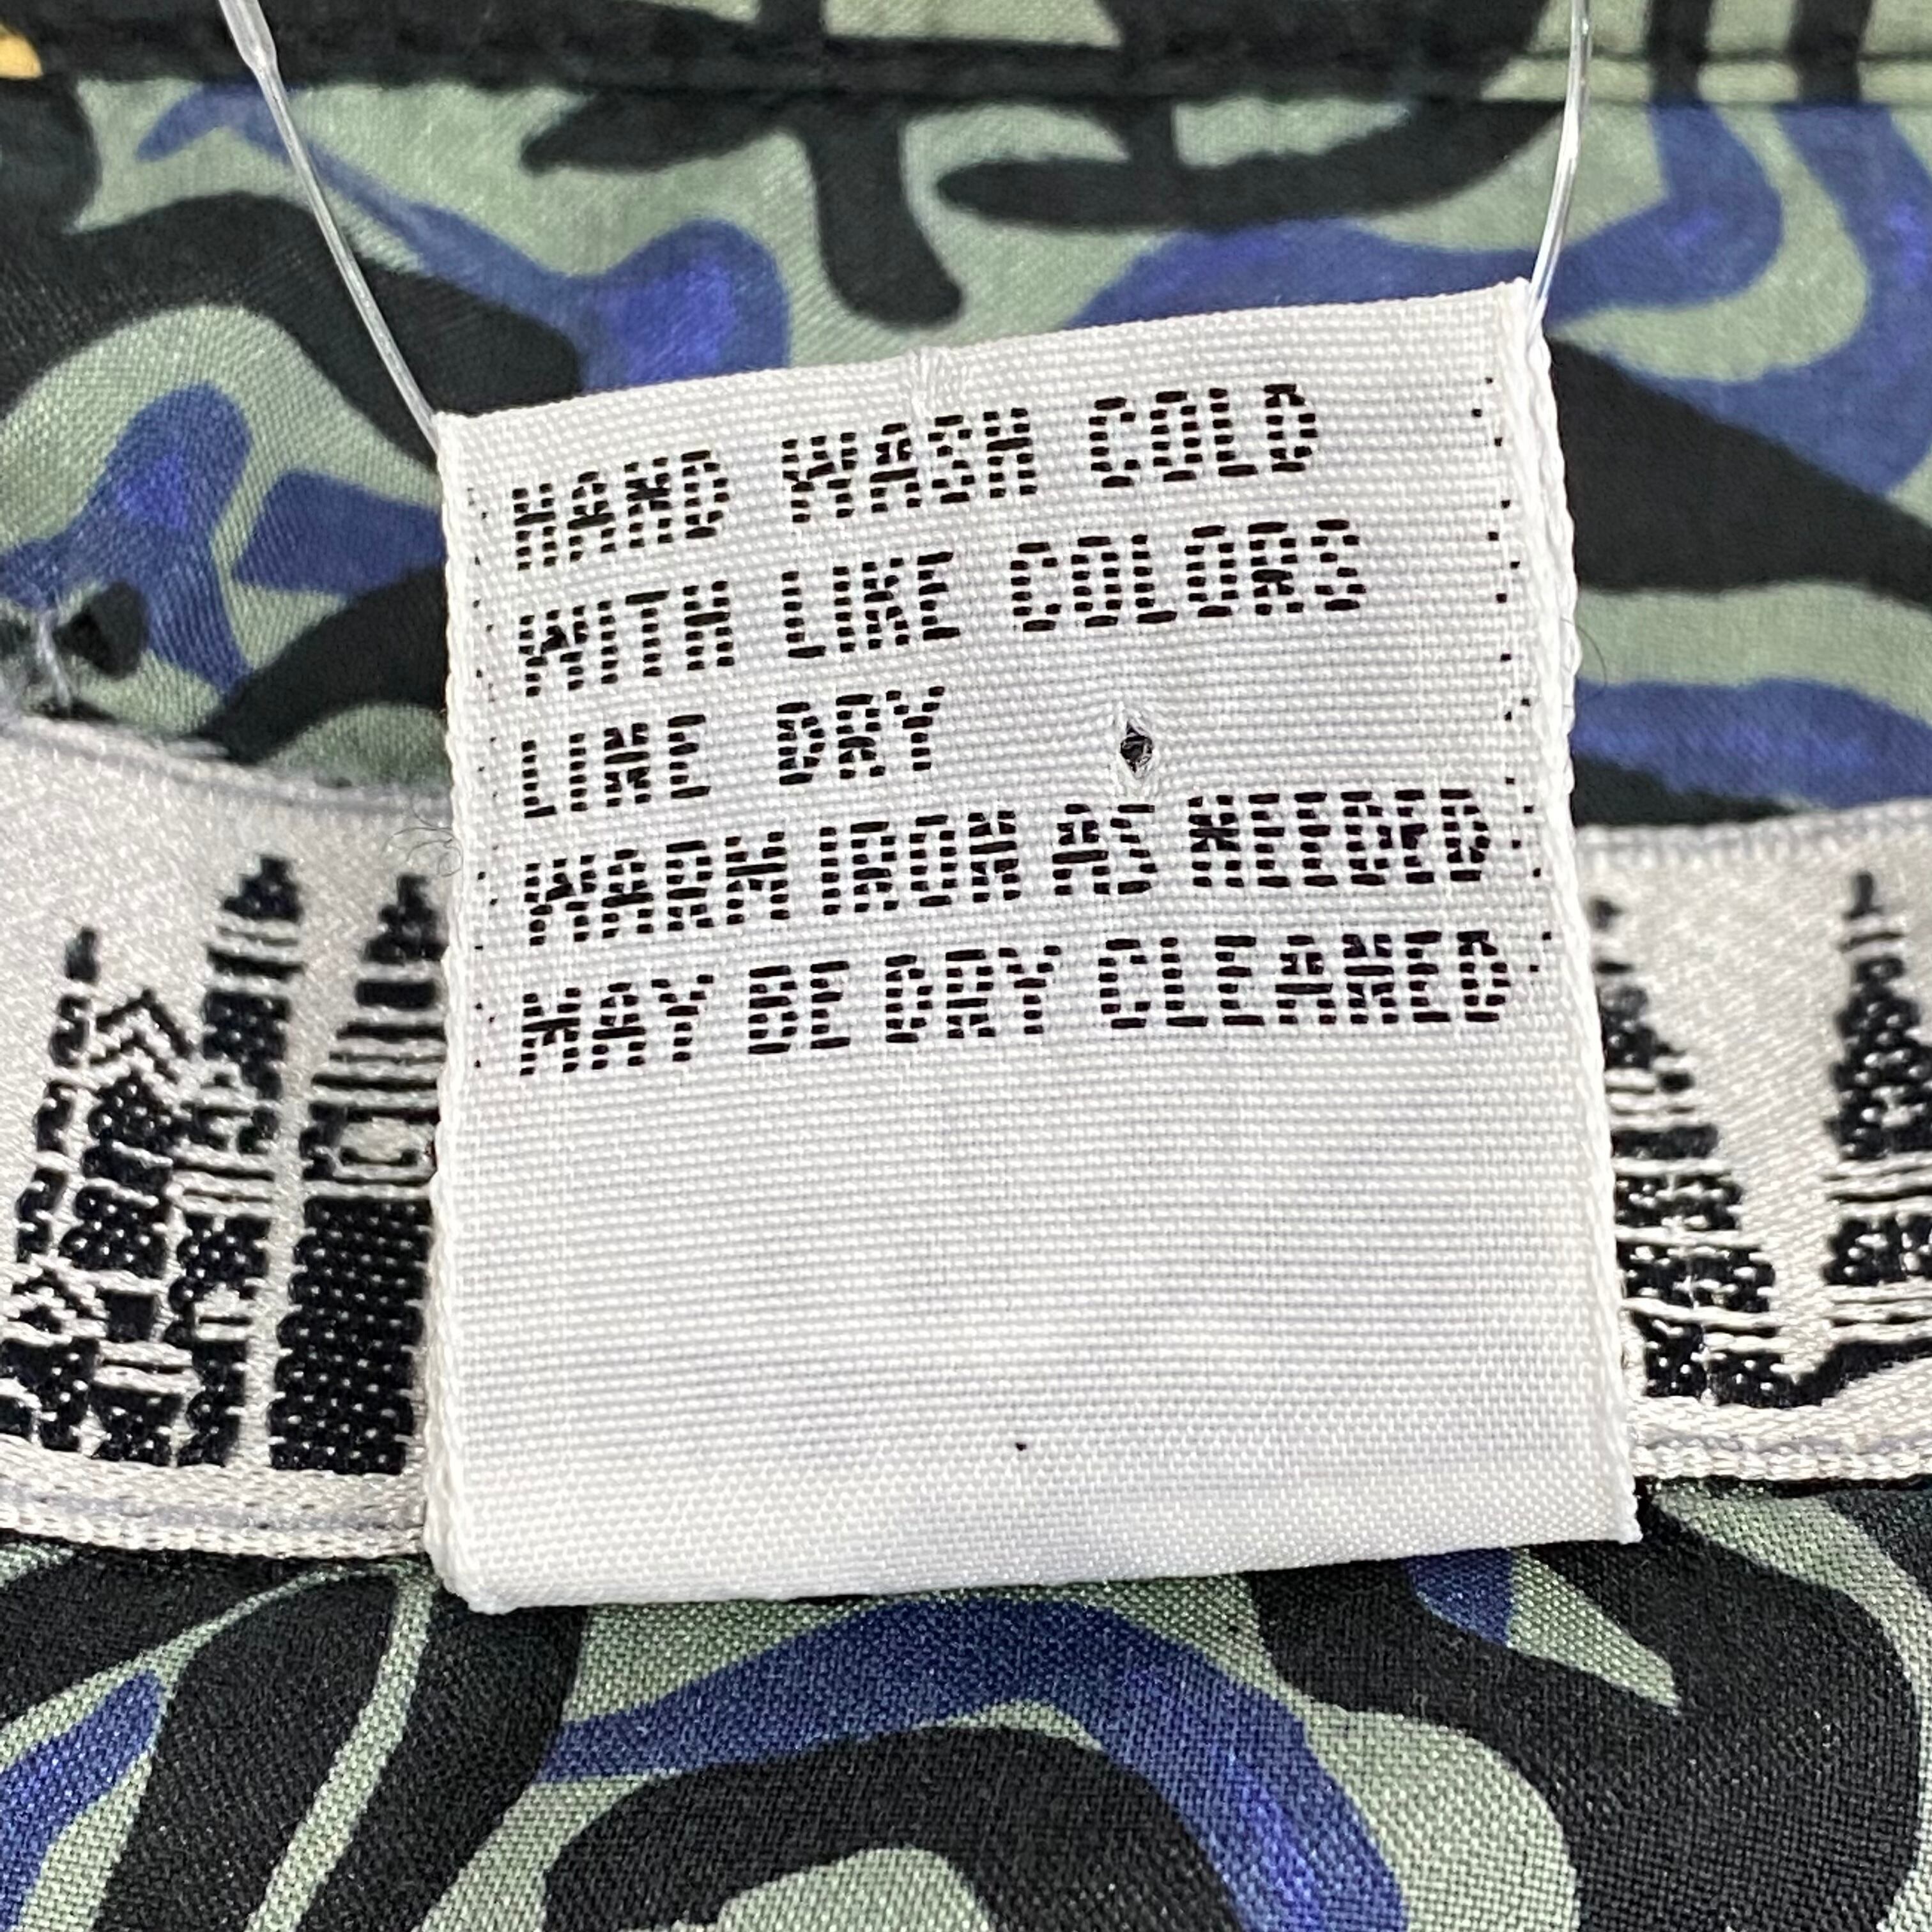 HAND WASH COLD
WITH LIKE COLORS
LINE DRY
WARM IRON AS NEEDED
MAY BE DRY CLEANED